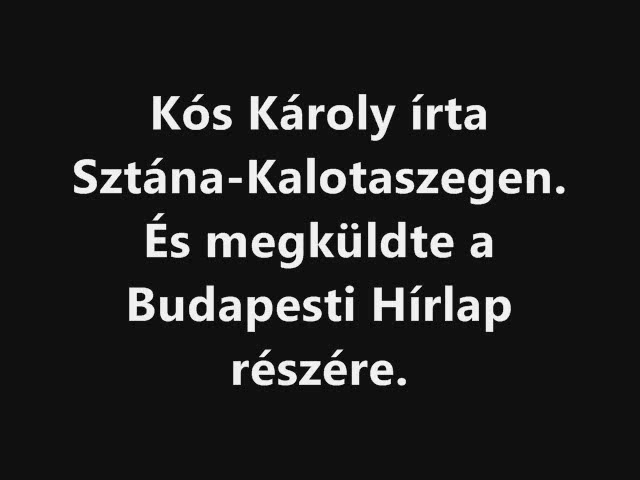 Kós Károly írta
Sztána-Kalotaszegen.
És megküldte a
Budapesti Hírlap
részére.